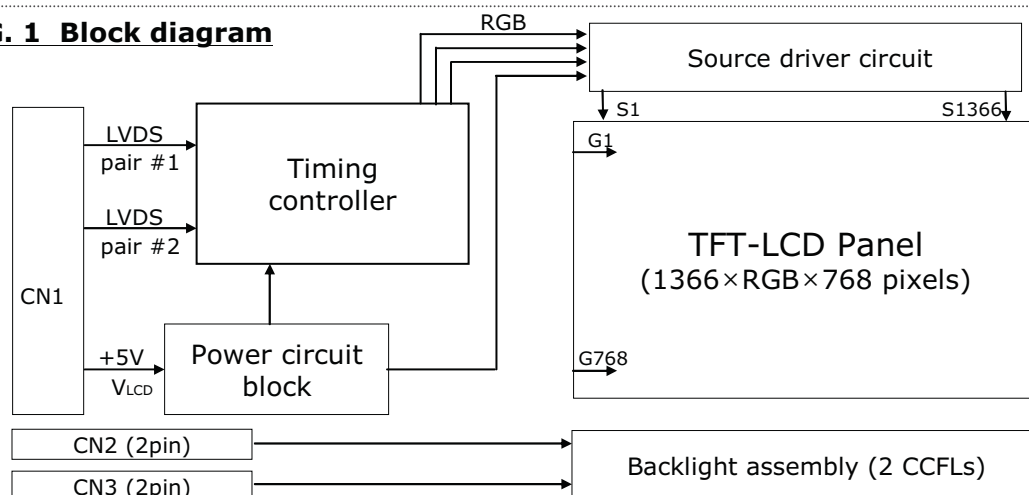 G. 1 Block diagram
RGB
Source driver circuit
S1
S1366
CN1
LVDS
pair #1
Timing
controller
G1
LVDS
pair #2
TFT-LCD Panel
(1366×RGB×768 pixels)
+5V
VLCD
Power circuit
block
G768
CN2 (2pin)
Backlight assembly (2 CCFLs)
CN3 (2pin)